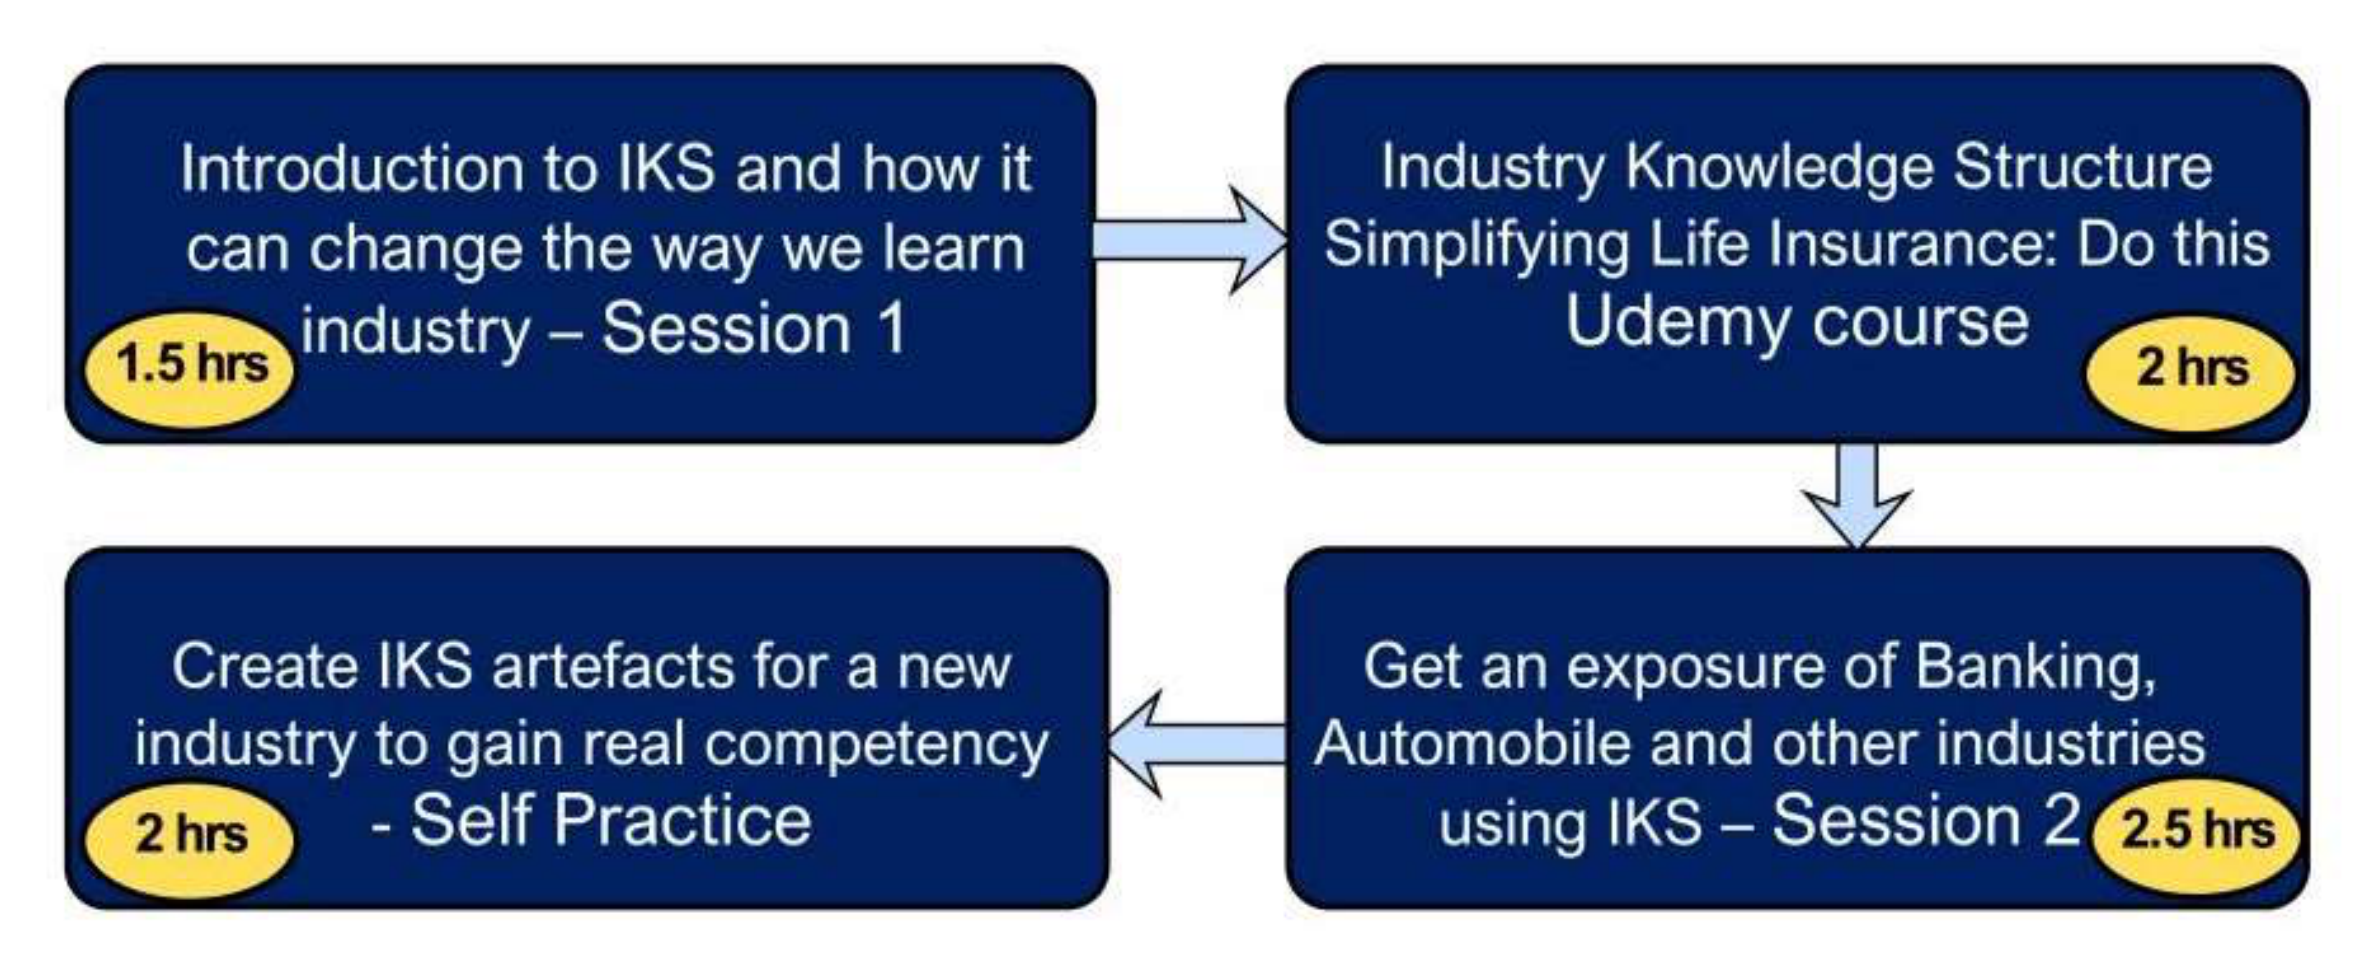 Introduction to IKS and how it
can change the way we learn
industry – Session 1
1.5 hrs
Industry Knowledge Structure
Simplifying Life Insurance: Do this
Udemy course
2 hrs
Get an exposure of Banking,
Automobile and other industries
using IKS – Session 2
2.5 hrs
Create IKS artefacts for a new
industry to gain real competency
- Self Practice
2 hrs